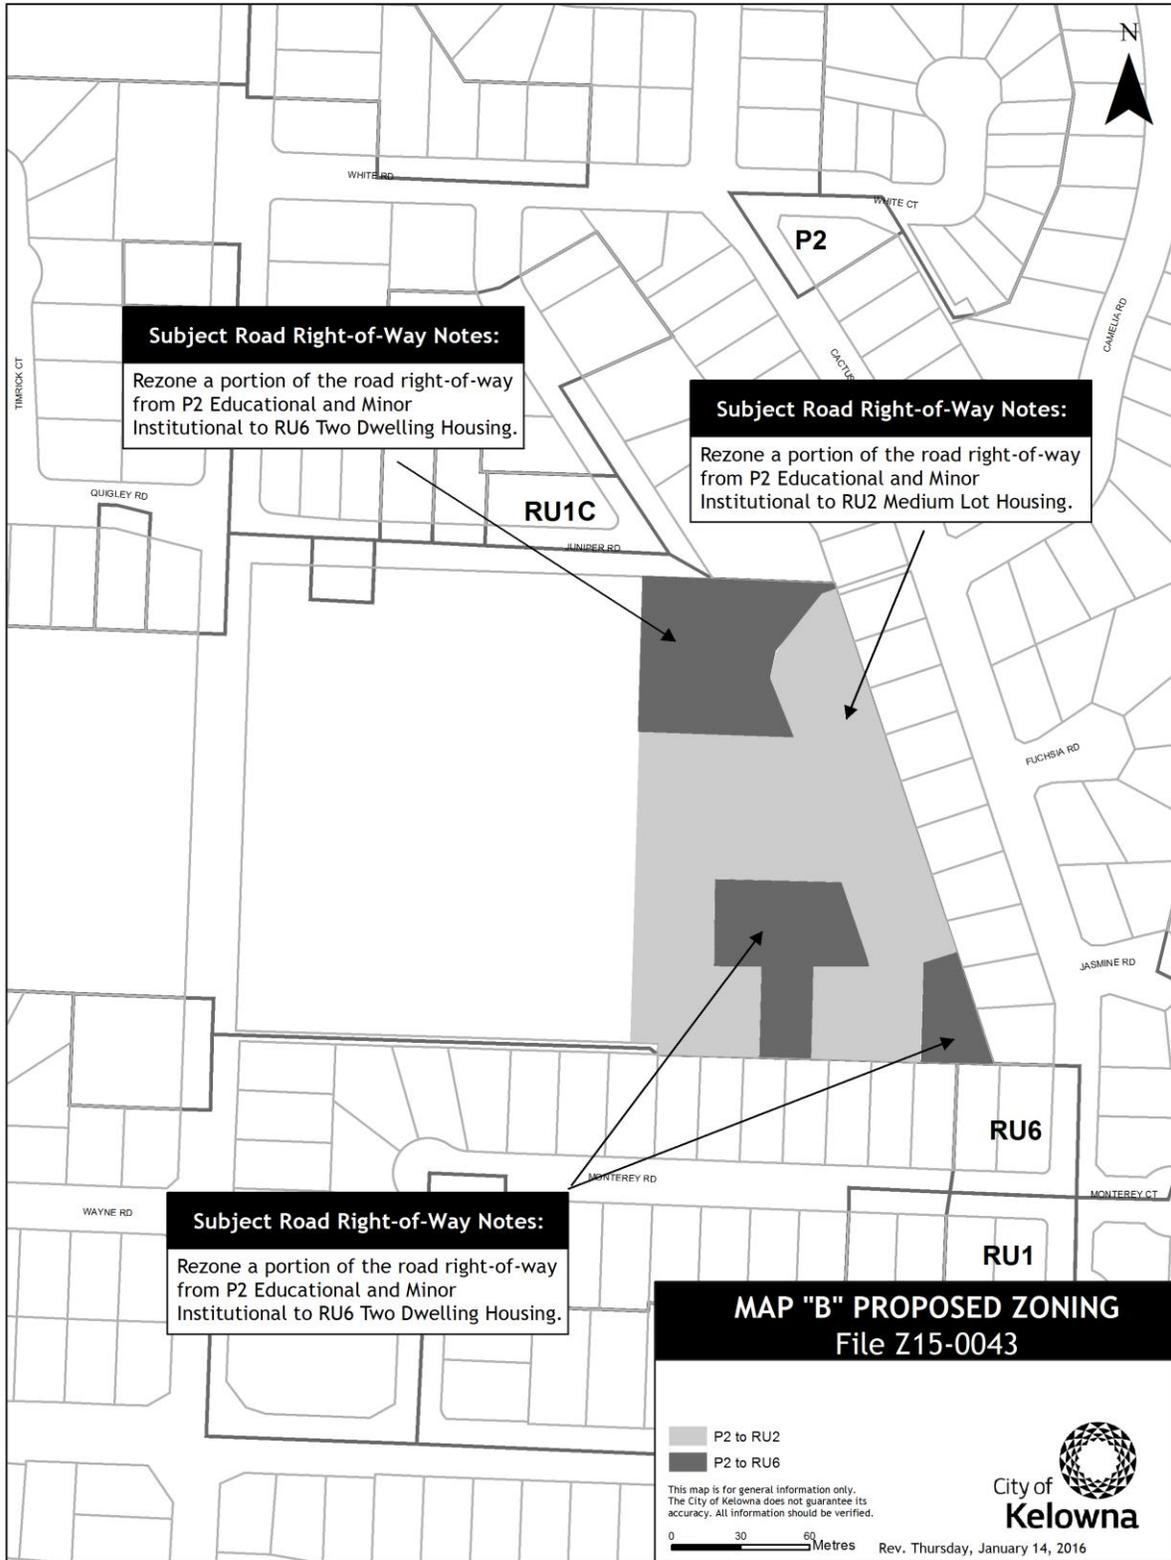 N
WHITE RD
WHITE CT
P2
CAMELIA RD
Subject Road Right-of-Way Notes:
Rezone a portion of the road right-of-way
from P2 Educational and Minor
Institutional to RU6 Two Dwelling Housing.
TIMRICK CT
CACTUS
Subject Road Right-of-Way Notes:
Rezone a portion of the road right-of-way
from P2 Educational and Minor
Institutional to RU2 Medium Lot Housing.
QUIGLEY RD
RU1C
JUNIPER RD
FUCHSIA RD
JASMINE RD
RU6
MONTEREY RD
MONTEREY CT
WAYNE RD
Subject Road Right-of-Way Notes:
Rezone a portion of the road right-of-way
from P2 Educational and Minor
Institutional to RU6 Two Dwelling Housing.
RU1
MAP "B" PROPOSED ZONING
File Z15-0043
P2 to RU2
P2 to RU6
This map is for general information only.
The City of Kelowna does not guarantee its
accuracy. All information should be verified.
0 30 60 Metres
City of
Kelowna
Rev. Thursday, January 14, 2016